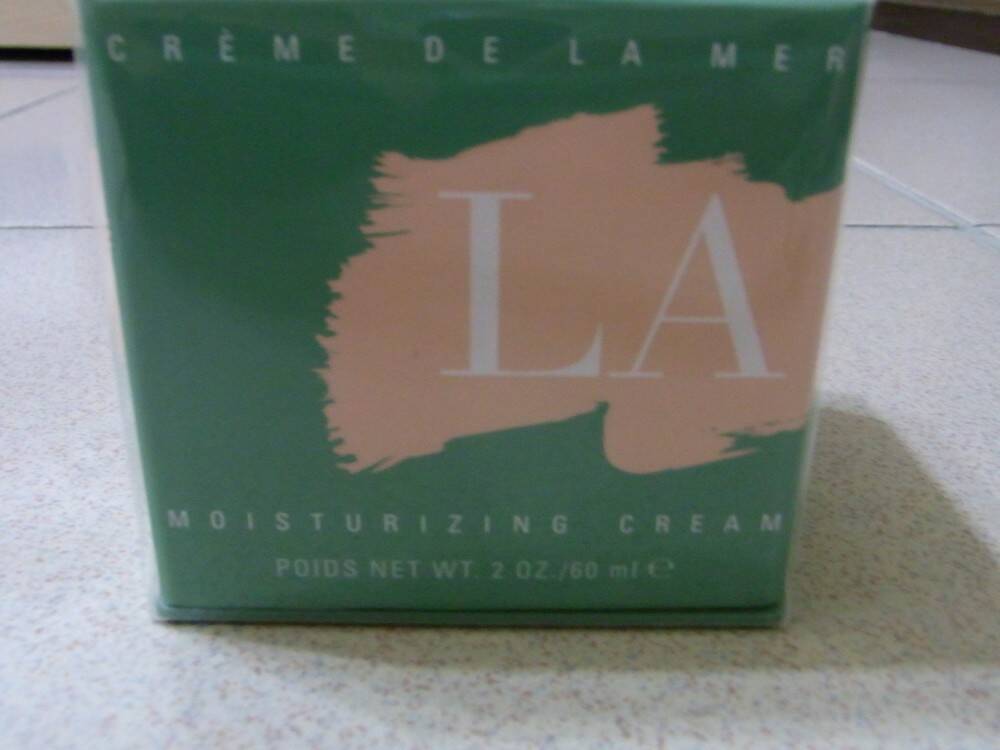 CRÈME DE LA MER
LA
MOISTURIZING CREAM
POIDS NET WT. 2 OZ./60 ml ℮